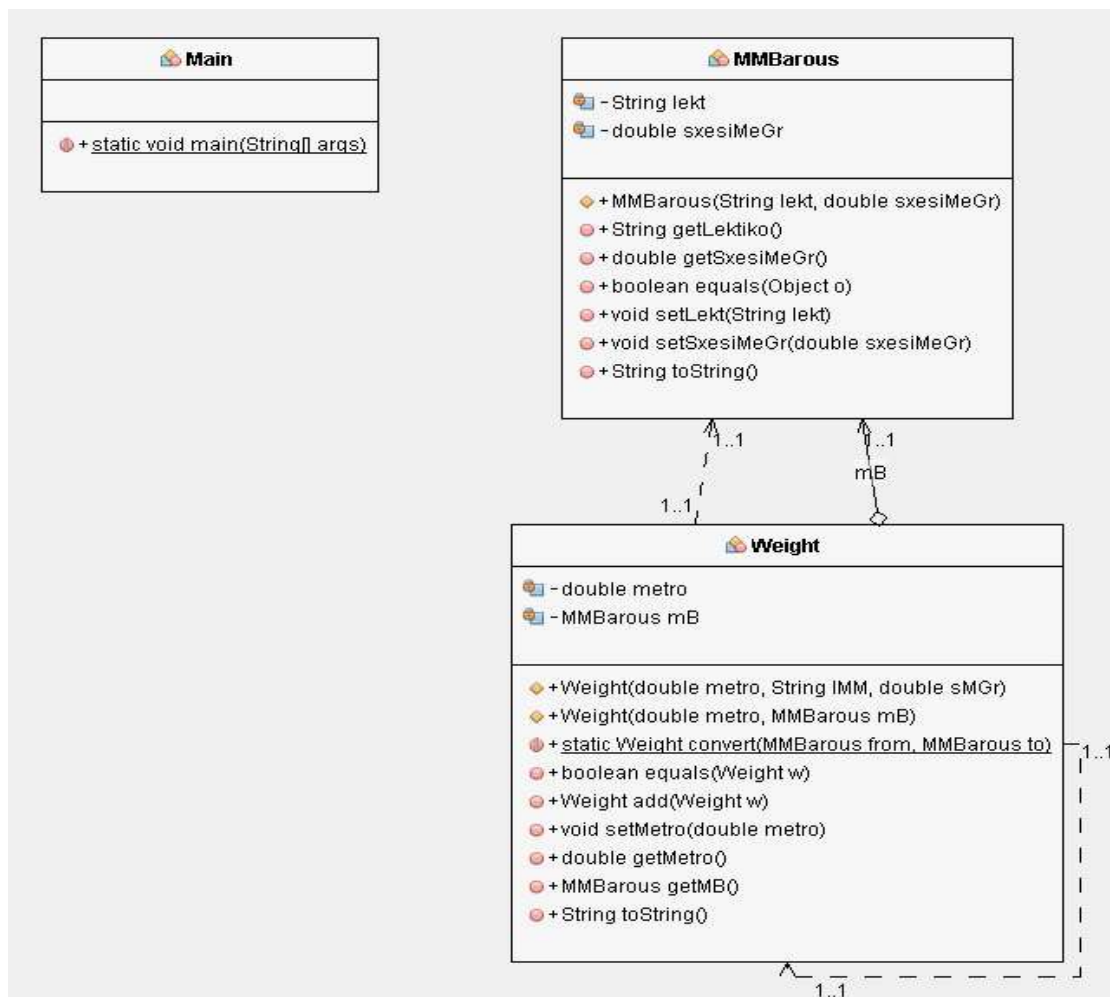 Main
+ static void main(String[] args)
MMBarous
- String lekt
- double sxesiMeGr
+ MMBarous(String lekt, double sxesiMeGr)
+ String getLektiko()
+ double getSxesiMeGr()
+ boolean equals(Object o)
+ void setLekt(String lekt)
+ void setSxesiMeGr(double sxesiMeGr)
+ String toString()
1..1
1..1
mB
1..1
Weight
- double metro
- MMBarous mB
+ Weight(double metro, String lMM, double sMGr)
+ Weight(double metro, MMBarous mB)
+ static Weight convert(MMBarous from, MMBarous to)
1..1
+ boolean equals(Weight w)
+ Weight add(Weight w)
+ void setMetro(double metro)
+ double getMetro()
+ MMBarous getMB()
+ String toString()
1..1